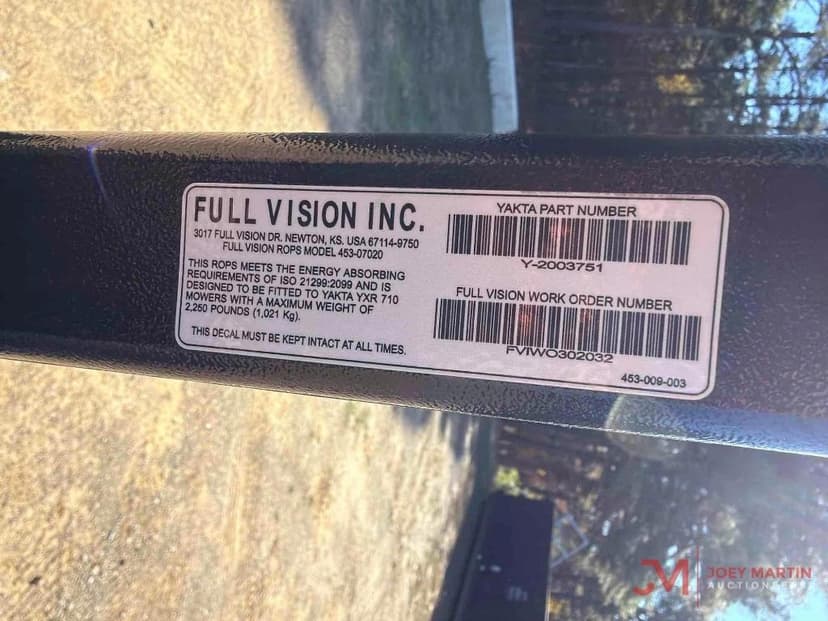 FULL VISION INC.
3017 FULL VISION DR. NEWTON, KS. USA 67114-9750
FULL VISION ROPS MODEL 453-07020
THIS ROPS MEETS THE ENERGY ABSORBING
REQUIREMENTS OF ISO 21299:2099 AND IS
DESIGNED TO BE FITTED TO YAKTA YXR 710
MOWERS WITH A MAXIMUM WEIGHT OF
2,250 POUNDS (1,021 Kg).
THIS DECAL MUST BE KEPT INTACT AT ALL TIMES.
YAKTA PART NUMBER
Y-2003751
FULL VISION WORK ORDER NUMBER
FVIWO302032
453-009-003
JM
JOEY MARTIN
AUCTIONEERS